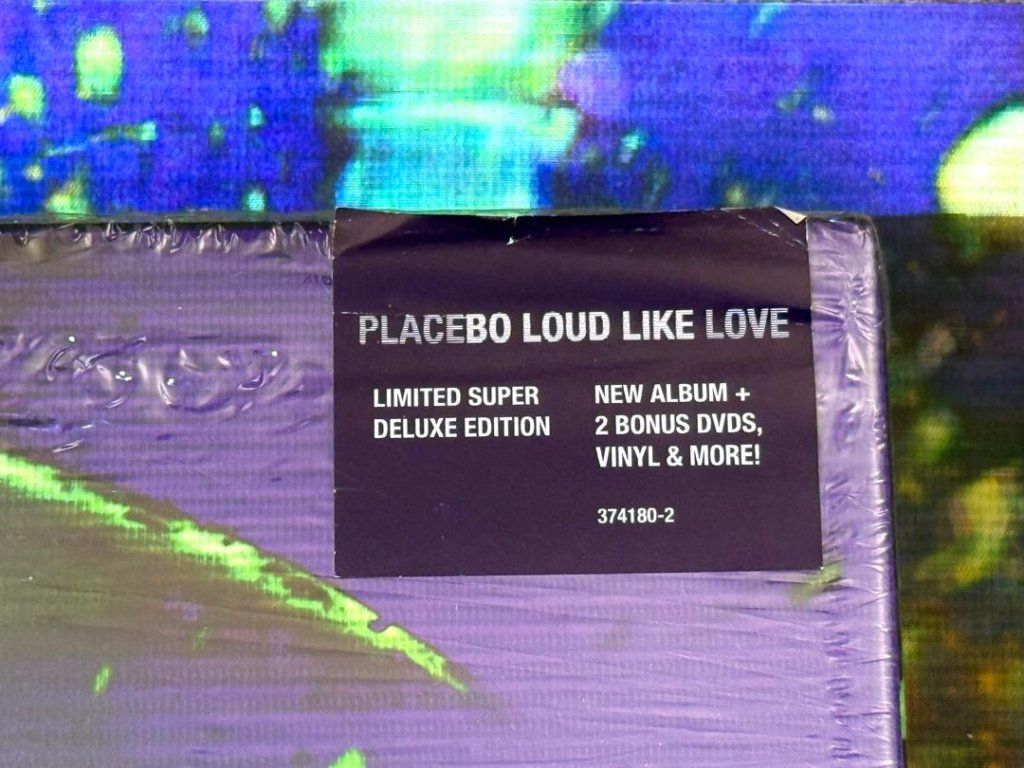 PLACEBO LOUD LIKE LOVE
LIMITED SUPER
DELUXE EDITION
NEW ALBUM +
2 BONUS DVDS,
VINYL & MORE!
374180-2